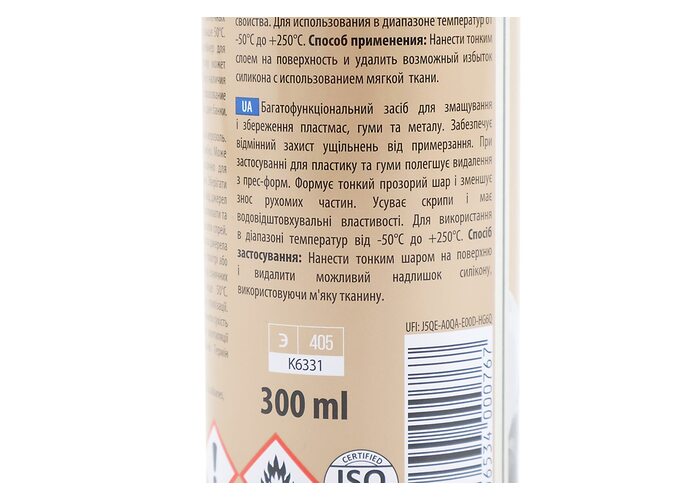 свойства. Для использования в диапазоне температур от
-50°С до +250°С. Способ применения: Нанести тонким
слоем на поверхность и удалить возможный избыток
силикона с использованием мягкой ткани.
UA Багатофункціональний засіб для змащування
і збереження пластмас, гуми та металу. Забезпечує
відмінний захист ущільнень від примерзання. При
застосуванні для пластику та гуми полегшує видалення
з прес-форм. Формує тонкий прозорий шар і зменшує
знос рухомих частин. Усуває скрипи і має
водовідштовхувальні властивості. Для використання
в діапазоні температур від -50°С до +250°С. Спосіб
застосування: Нанести тонким шаром на поверхню
і видалити можливий надлишок силікону,
використовуючи м'яку тканину.
UFI: J5QE-A0QA-E00D-HG6Q
Э 405
K6331
300 ml
6534 000767
CERTIFIED
ISO